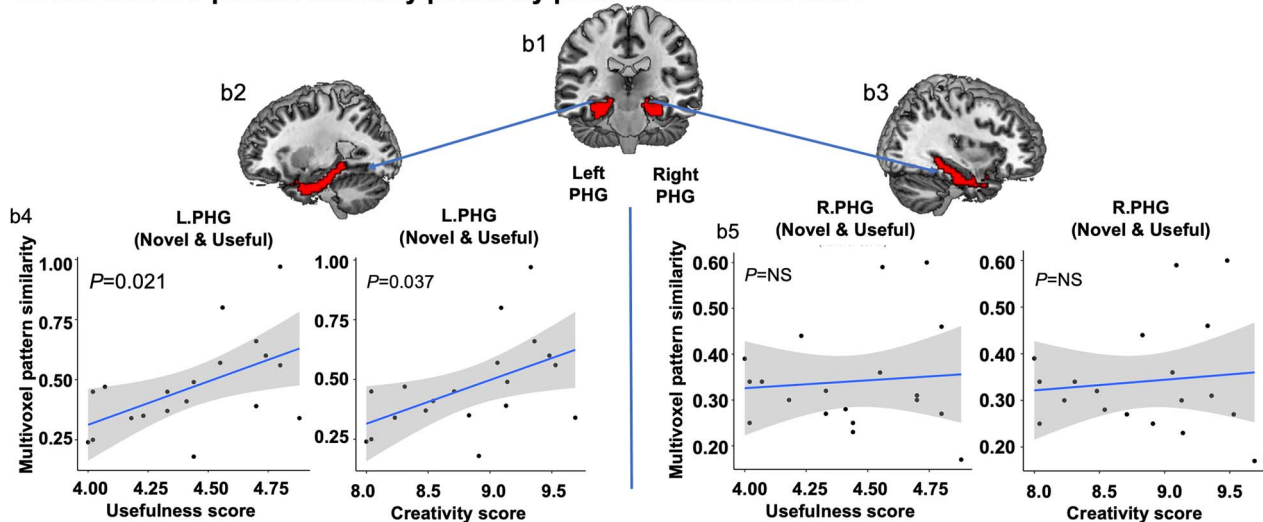 b1
b2
b3
Left
PHG
Right
PHG
b4
L.PHG
(Novel & Useful)
P=0.021
Multivoxel pattern similarity
1.00
0.75
0.50
0.25
4.00 4.25 4.50 4.75
Usefulness score
L.PHG
(Novel & Useful)
P=0.037
1.00
0.75
0.50
0.25
8.0 8.5 9.0 9.5
Creativity score
b5
R.PHG
(Novel & Useful)
P=NS
Multivoxel pattern similarity
0.60
0.50
0.40
0.30
0.20
4.00 4.25 4.50 4.75
Usefulness score
R.PHG
(Novel & Useful)
P=NS
0.60
0.50
0.40
0.30
0.20
8.0 8.5 9.0 9.5
Creativity score